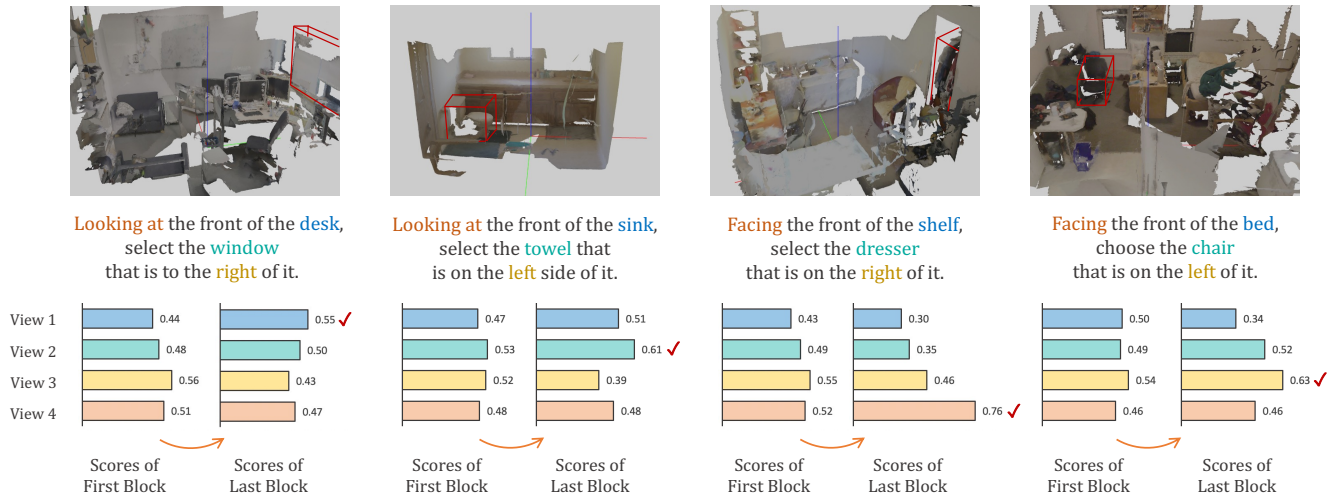 Looking at the front of the desk,
select the window
that is to the right of it.
Looking at the front of the sink,
select the towel that
is on the left side of it.
Facing the front of the shelf,
select the dresser
that is on the right of it.
Facing the front of the bed,
choose the chair
that is on the left of it.
View 1
View 2
View 3
View 4
0.44
0.48
0.56
0.51
0.55 ✓
0.50
0.43
0.47
0.47
0.53
0.52
0.48
0.51
0.61 ✓
0.39
0.48
0.43
0.49
0.55
0.52
0.30
0.35
0.46
0.76 ✓
0.50
0.49
0.54
0.46
0.34
0.52
0.63 ✓
0.46
Scores of
First Block
Scores of
Last Block
Scores of
First Block
Scores of
Last Block
Scores of
First Block
Scores of
Last Block
Scores of
First Block
Scores of
Last Block